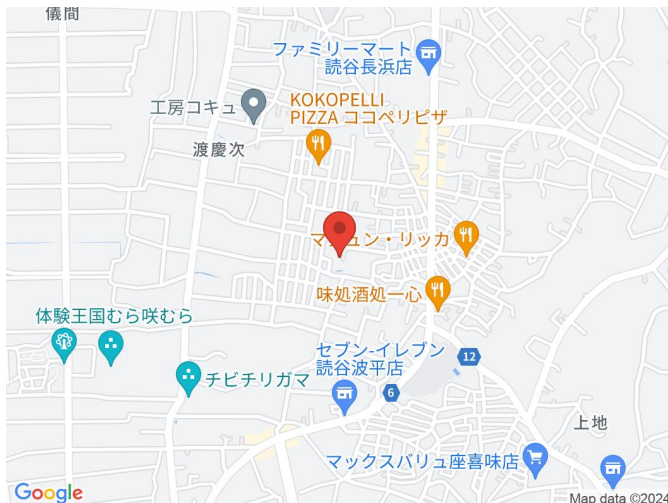 儀間
ファミリーマート
読谷長浜店
工房コキュ
KOKOPELLI
PIZZA ココペリピザ
渡慶次
リッカ
味処酒処一心
体験王国むら咲むら
セブン-イレブン
読谷波平店
12
チビチリガマ
6
上地
マックスバリュ座喜味店
Google
Map data ©2024